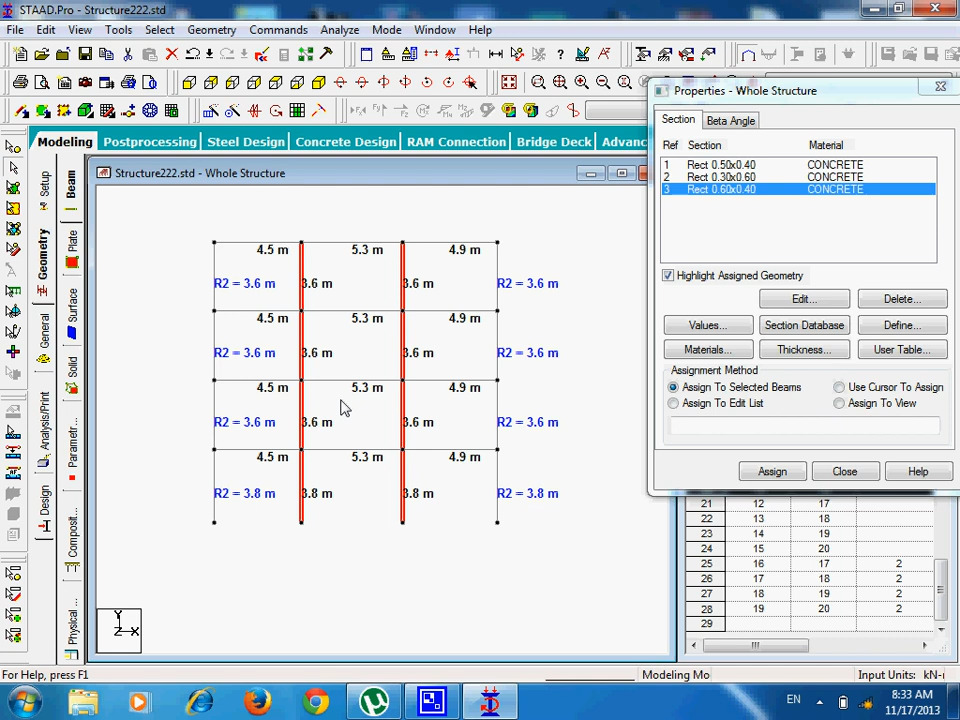 STAAD.Pro - Structure222.std
File Edit View Tools Select Geometry Commands Analyze Mode Window Help
Modeling Postprocessing Steel Design Concrete Design RAM Connection Bridge Deck
Structure222.std - Whole Structure
Setup
Geometry
General
Analysis/Print
Design
Beam
Plate
Surface
Solid
Parametr...
Composit...
Physical ...
4.5 m 5.3 m 4.9 m
R2 = 3.6 m 3.6 m 3.6 m R2 = 3.6 m
4.5 m 5.3 m 4.9 m
R2 = 3.6 m 3.6 m 3.6 m R2 = 3.6 m
4.5 m 5.3 m 4.9 m
R2 = 3.6 m 3.6 m 3.6 m R2 = 3.6 m
4.5 m 5.3 m 4.9 m
R2 = 3.8 m 3.8 m 3.8 m R2 = 3.8 m
Y
Z X
Properties - Whole Structure
Section Beta Angle
Ref Section Material
1 Rect 0.50x0.40 CONCRETE
2 Rect 0.30x0.60 CONCRETE
3 Rect 0.60x0.40 CONCRETE
Highlight Assigned Geometry
Edit... Delete...
Values... Section Database Define...
Materials... Thickness... User Table...
Assignment Method
Assign To Selected Beams Use Cursor To Assign
Assign To Edit List Assign To View
Assign Close Help
21 12 17
22 13 18
23 14 19
24 15 20
25 16 17 2
26 17 18 2
27 18 19 2
28 19 20 2
29
For Help, press F1 Modeling Mo Input Units: kN-
EN 8:33 AM
11/17/2013